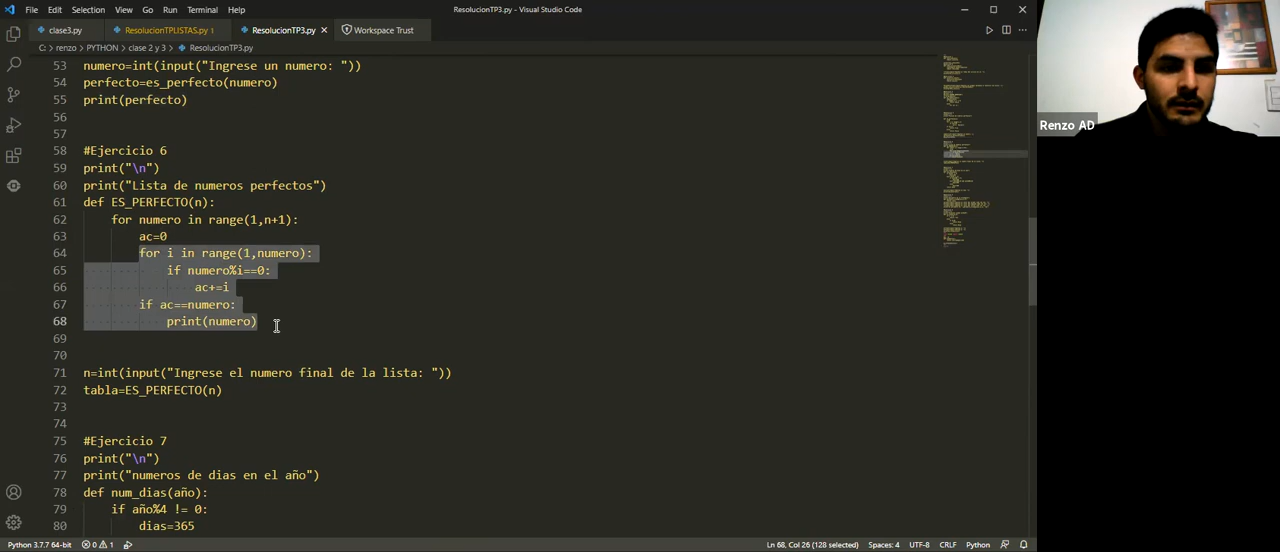 File Edit Selection View Go Run Terminal Help
ResolucionTP3.py - Visual Studio Code
clase3.py
ResolucionTPLISTAS.py 1
ResolucionTP3.py
Workspace Trust
C: > renzo > PYTHON > clase 2 y 3 > ResolucionTP3.py
53 numero=int(input("Ingrese un numero: "))
54 perfecto=es_perfecto(numero)
55 print(perfecto)
56
57
58 #Ejercicio 6
59 print("\n")
60 print("Lista de numeros perfectos")
61 def ES_PERFECTO(n):
62 for numero in range(1,n+1):
63 ac=0
64 for i in range(1,numero):
65 if numero%i==0:
66 ac+=i
67 if ac==numero:
68 print(numero)
69
70
71 n=int(input("Ingrese el numero final de la lista: "))
72 tabla=ES_PERFECTO(n)
73
74
75 #Ejercicio 7
76 print("\n")
77 print("numeros de dias en el año")
78 def num_dias(año):
79 if año%4 != 0:
80 dias=365
Renzo AD
Python 3.7.7 64-bit 0 1 Ln 68, Col 26 (128 selected) Spaces: 4 UTF-8 CRLF Python